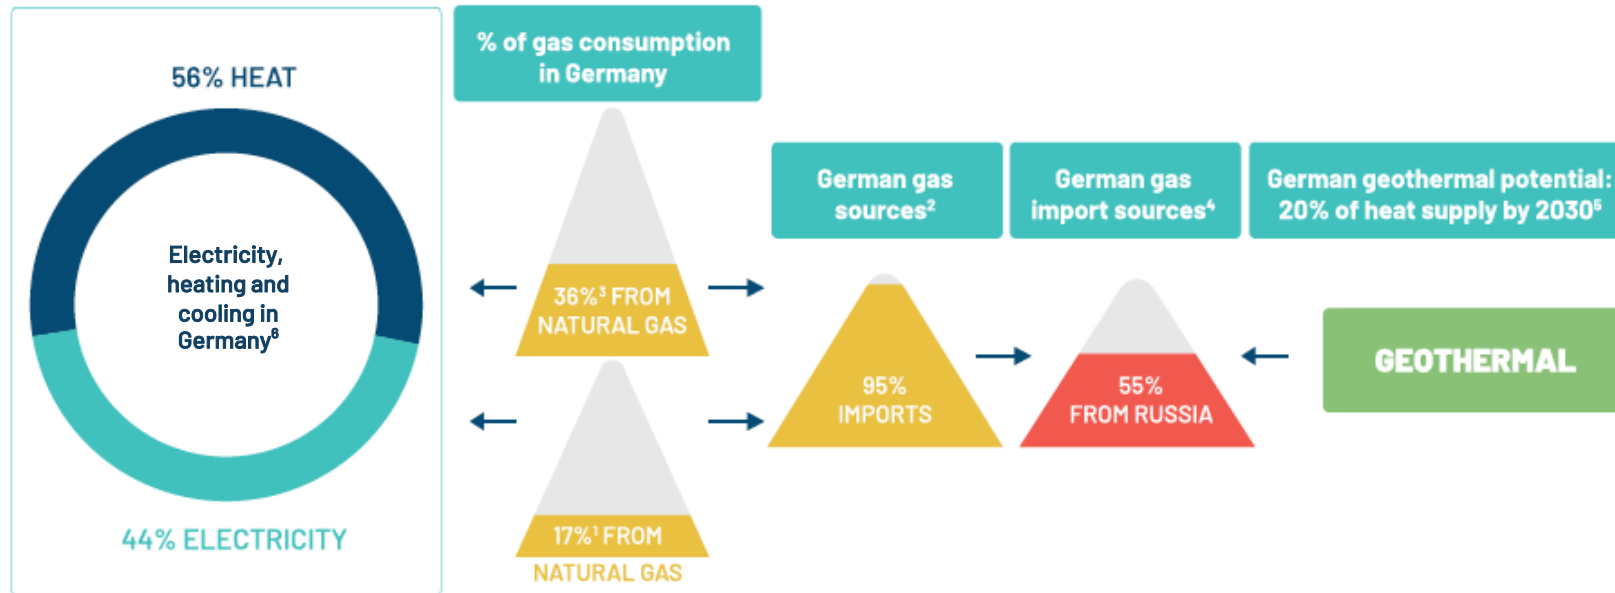 56% HEAT
Electricity,
heating and
cooling in
Germany⁶
44% ELECTRICITY
% of gas consumption
in Germany
36%³ FROM
NATURAL GAS
17%¹ FROM
NATURAL GAS
German gas
sources²
95%
IMPORTS
German gas
import sources⁴
55%
FROM RUSSIA
German geothermal potential:
20% of heat supply by 2030⁵
GEOTHERMAL